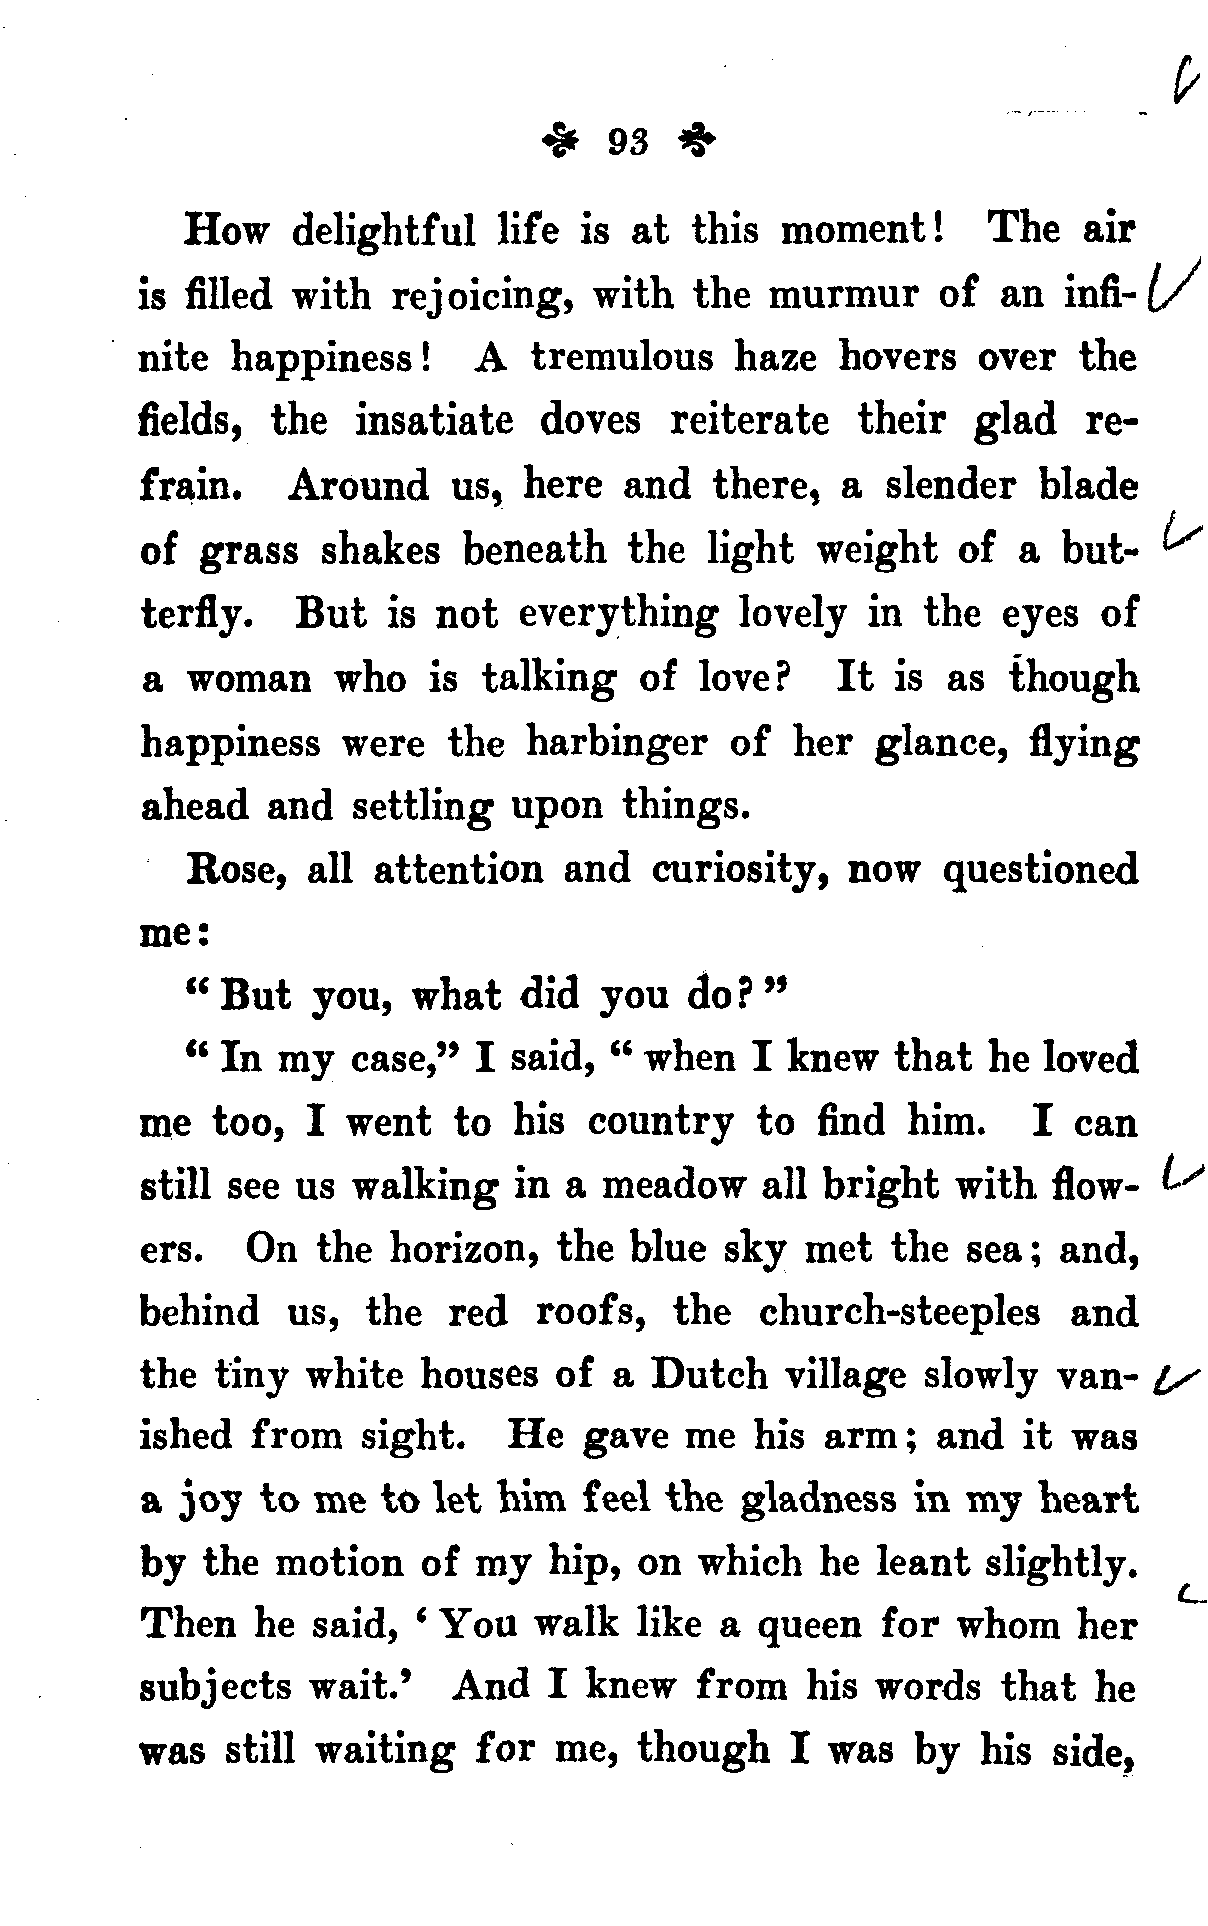 93
How delightful life is at this moment! The air
is filled with rejoicing, with the murmur of an infi-
nite happiness! A tremulous haze hovers over the
fields, the insatiate doves reiterate their glad re-
frain. Around us, here and there, a slender blade
of grass shakes beneath the light weight of a but-
terfly. But is not everything lovely in the eyes of
a woman who is talking of love? It is as though
happiness were the harbinger of her glance, flying
ahead and settling upon things.
Rose, all attention and curiosity, now questioned
me:
“But you, what did you do?”
“In my case,” I said, “when I knew that he loved
me too, I went to his country to find him. I can
still see us walking in a meadow all bright with flow-
ers. On the horizon, the blue sky met the sea; and,
behind us, the red roofs, the church-steeples and
the tiny white houses of a Dutch village slowly van-
ished from sight. He gave me his arm; and it was
a joy to me to let him feel the gladness in my heart
by the motion of my hip, on which he leant slightly.
Then he said, ‘You walk like a queen for whom her
subjects wait.’ And I knew from his words that he
was still waiting for me, though I was by his side,